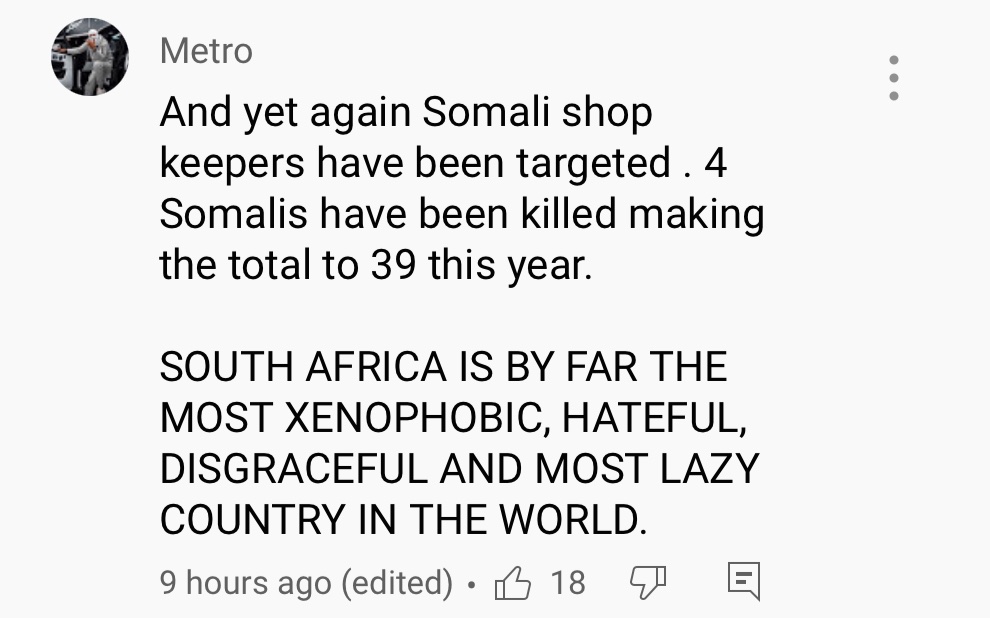 Metro
And yet again Somali shop
keepers have been targeted . 4
Somalis have been killed making
the total to 39 this year.
SOUTH AFRICA IS BY FAR THE
MOST XENOPHOBIC, HATEFUL,
DISGRACEFUL AND MOST LAZY
COUNTRY IN THE WORLD.
9 hours ago (edited) • 18